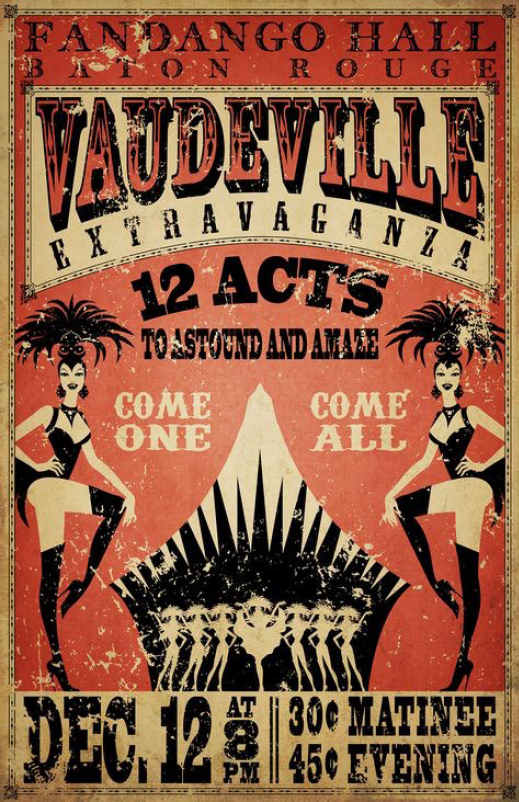 FANDANGO HALL
BATON ROUGE
VAUDEVILLE
EXTRAVAGANZA
12 ACTS
TO ASTOUND AND AMAZE
COME ONE
COME ALL
DEC. 12
AT 8 PM
30¢ MATINEE
45¢ EVENING